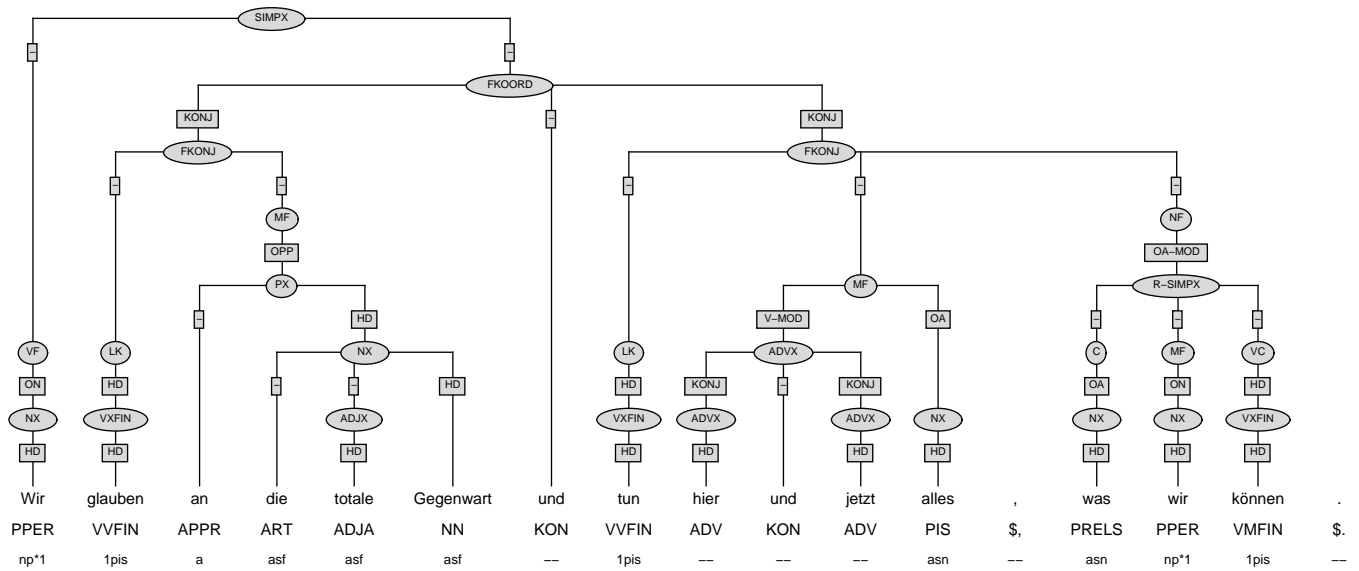 SIMPX
– –
FKOORD
KONJ – KONJ
FKONJ FKONJ
– – – – –
MF NF
OPP OA–MOD
PX MF R–SIMPX
– HD V–MOD OA – – –
VF LK NX LK ADVX C MF VC
ON HD – – HD HD KONJ – KONJ OA ON HD
NX VXFIN ADJX VXFIN ADVX ADVX NX NX NX VXFIN
HD HD HD HD HD HD HD HD HD HD
Wir glauben an die totale Gegenwart und tun hier und jetzt alles , was wir können .
PPER VVFIN APPR ART ADJA NN KON VVFIN ADV KON ADV PIS $, PRELS PPER VMFIN $.
np*1 1pis a asf asf asf –– 1pis –– –– –– asn –– asn np*1 1pis ––